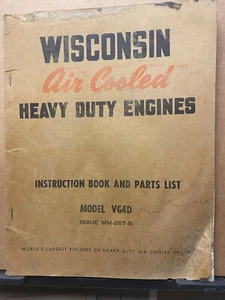 WISCONSIN
Air Cooled
HEAVY DUTY ENGINES
INSTRUCTION BOOK AND PARTS LIST
MODEL VG4D
ISSUE MM-267-B
WORLD'S LARGEST BUILDERS OF HEAVY-DUTY AIR COOLED ENGINES